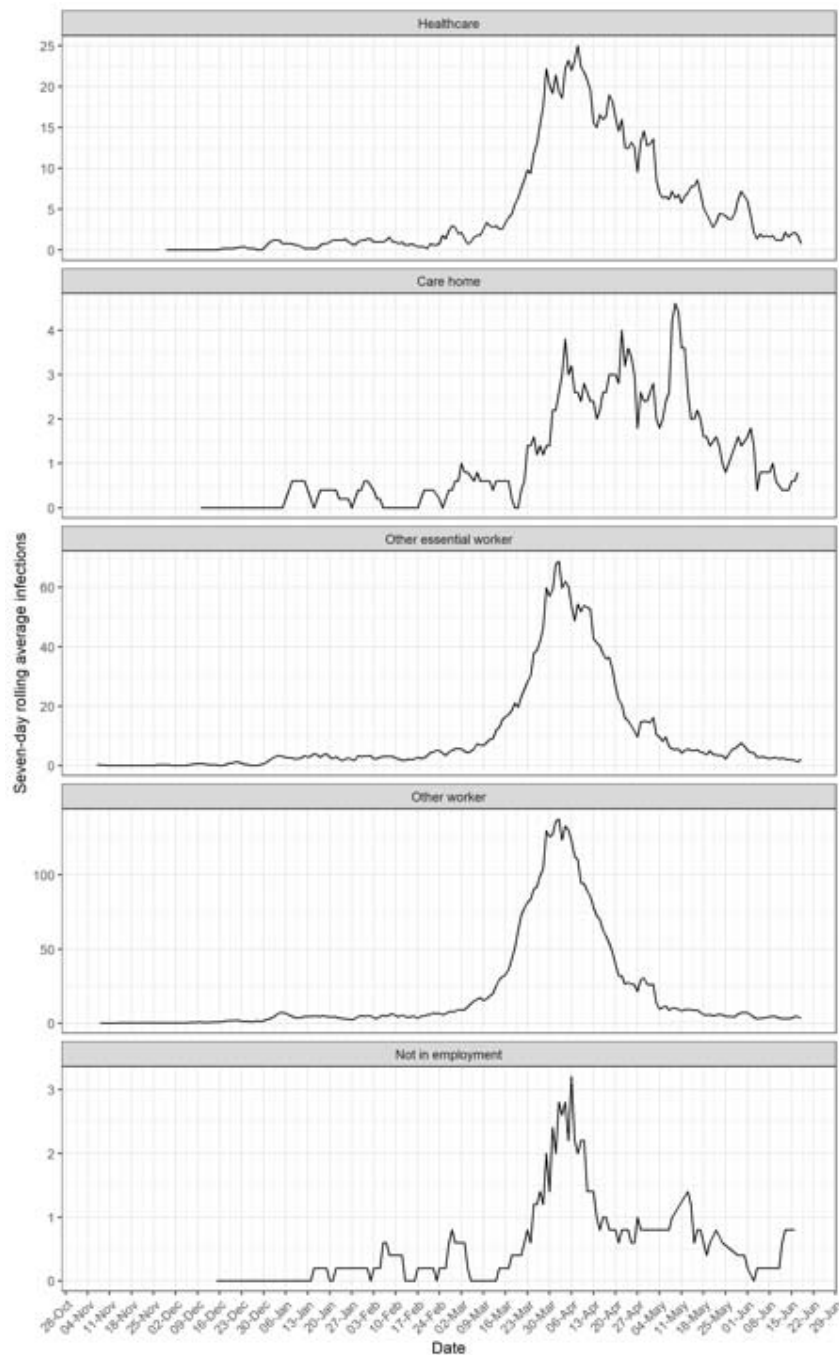 Healthcare
25
20
15
10
5
0
Care home
4
3
2
1
0
Other essential worker
60
40
20
0
Seven-day rolling average infections
Other worker
100
50
0
Not in employment
3
2
1
0
28-Oct
04-Nov
11-Nov
18-Nov
25-Nov
02-Dec
09-Dec
16-Dec
23-Dec
30-Dec
06-Jan
13-Jan
20-Jan
27-Jan
03-Feb
10-Feb
17-Feb
24-Feb
02-Mar
09-Mar
16-Mar
23-Mar
30-Mar
06-Apr
13-Apr
20-Apr
27-Apr
04-May
11-May
18-May
25-May
01-Jun
08-Jun
15-Jun
22-Jun
29-Jun
Date